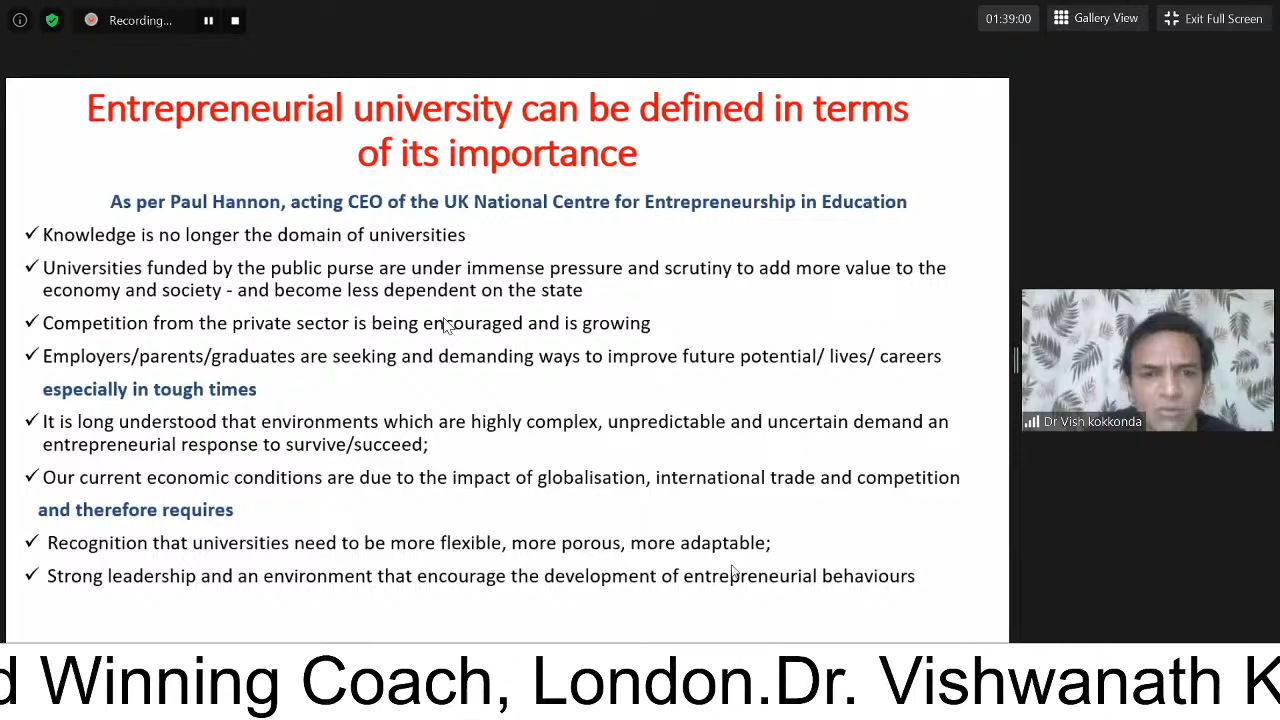 Recording...
01:39:00
Gallery View
Exit Full Screen
Entrepreneurial university can be defined in terms
of its importance
As per Paul Hannon, acting CEO of the UK National Centre for Entrepreneurship in Education
✓ Knowledge is no longer the domain of universities
✓ Universities funded by the public purse are under immense pressure and scrutiny to add more value to the
economy and society - and become less dependent on the state
✓ Competition from the private sector is being encouraged and is growing
✓ Employers/parents/graduates are seeking and demanding ways to improve future potential/ lives/ careers
especially in tough times
✓ It is long understood that environments which are highly complex, unpredictable and uncertain demand an
entrepreneurial response to survive/succeed;
✓ Our current economic conditions are due to the impact of globalisation, international trade and competition
and therefore requires
✓ Recognition that universities need to be more flexible, more porous, more adaptable;
✓ Strong leadership and an environment that encourage the development of entrepreneurial behaviours
Dr Vish kokkonda
d Winning Coach, London.Dr. Vishwanath K